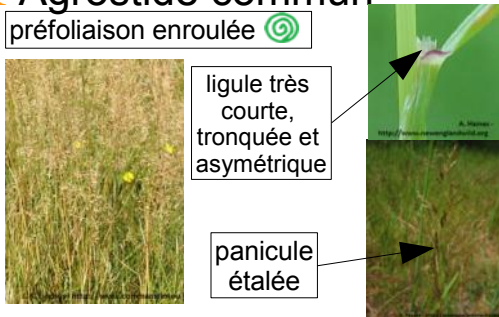 Agrostide commun
préfoliaison enroulée
ligule très
courte,
tronquée et
asymétrique
A. Haines -
http://www.newenglandwild.org
panicule
étalée